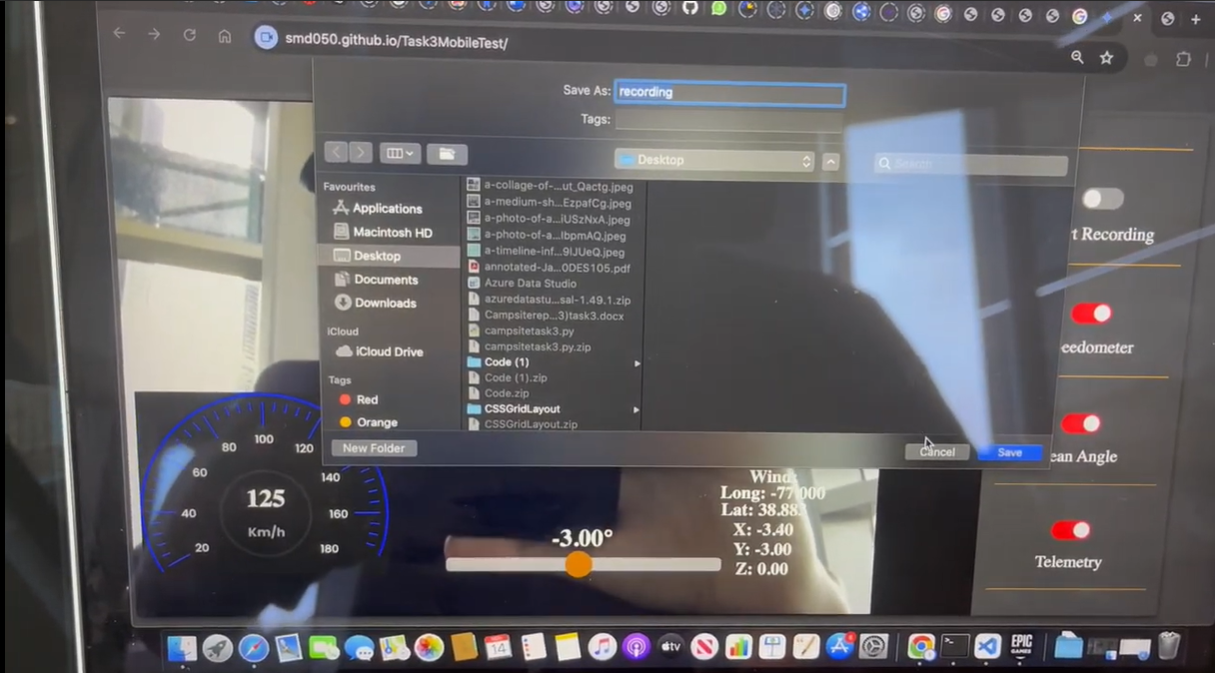 smd050.github.io/Task3MobileTest/
Save As: recording
Tags:
Desktop
Search
Favourites
Applications
Macintosh HD
Desktop
Documents
Downloads
iCloud
iCloud Drive
Tags
Red
Orange
a-collage-of-...ut_Qactg.jpeg
a-medium-sh...EzpafCg.jpeg
a-photo-of-a...iUSzNxA.jpeg
a-photo-of-a...lbpmAQ.jpeg
a-timeline-inf...9IJUeQ.jpeg
annotated-Ja...0DES105.pdf
Azure Data Studio
azuredatastu...sal-1.49.1.zip
Campsiterep...3)task3.docx
campsitetask3.py
campsitetask3.py.zip
Code (1)
Code (1).zip
Code.zip
CSSGridLayout
CSSGridLayout.zip
New Folder
Cancel
Save
t Recording
eedometer
ean Angle
Telemetry
20
40
60
80
100
120
140
160
180
125
Km/h
-3.00°
Wind:
Long: -77.000
Lat: 38.883
X: -3.40
Y: -3.00
Z: 0.00
14
tv
EPIC
GAMES